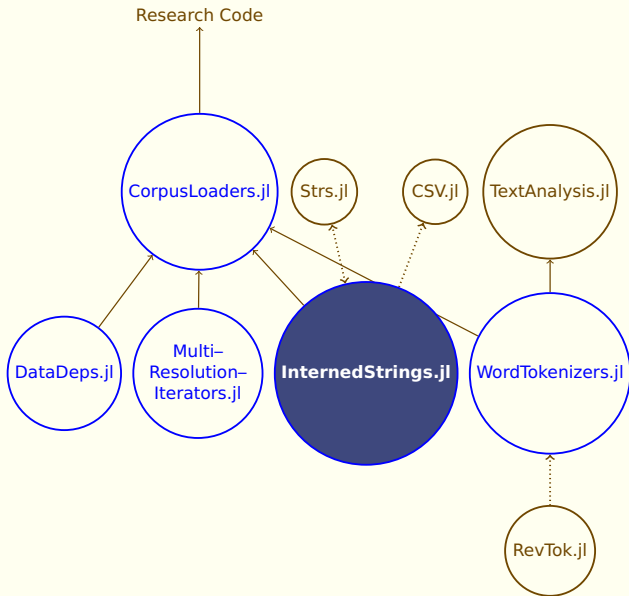 Research Code
CorpusLoaders.jl
Strs.jl
CSV.jl
TextAnalysis.jl
DataDeps.jl
Multi–
Resolution–
Iterators.jl
InternedStrings.jl
WordTokenizers.jl
RevTok.jl